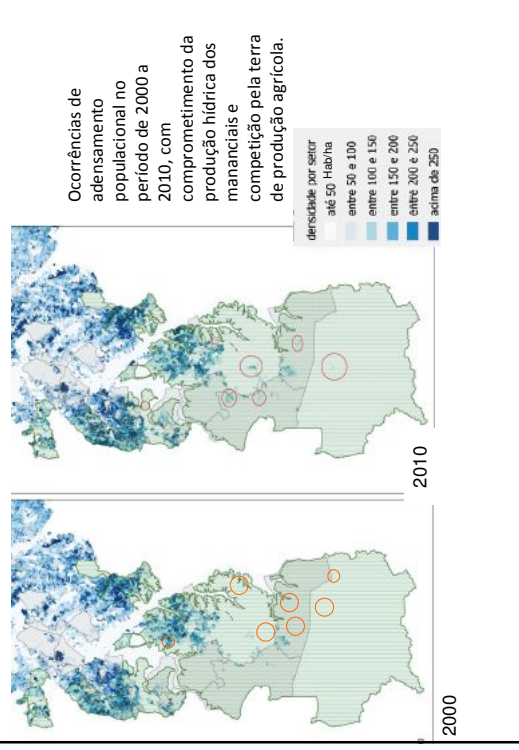 Ocorrências de
adensamento
populacional no
período de 2000 a
2010, com
comprometimento da
produção hídrica dos
mananciais e
competição pela terra
de produção agrícola.
densidade por setor
até 50 Hab/ha
entre 50 e 100
entre 100 e 150
entre 150 e 200
entre 200 e 250
acima de 250
2010
2000